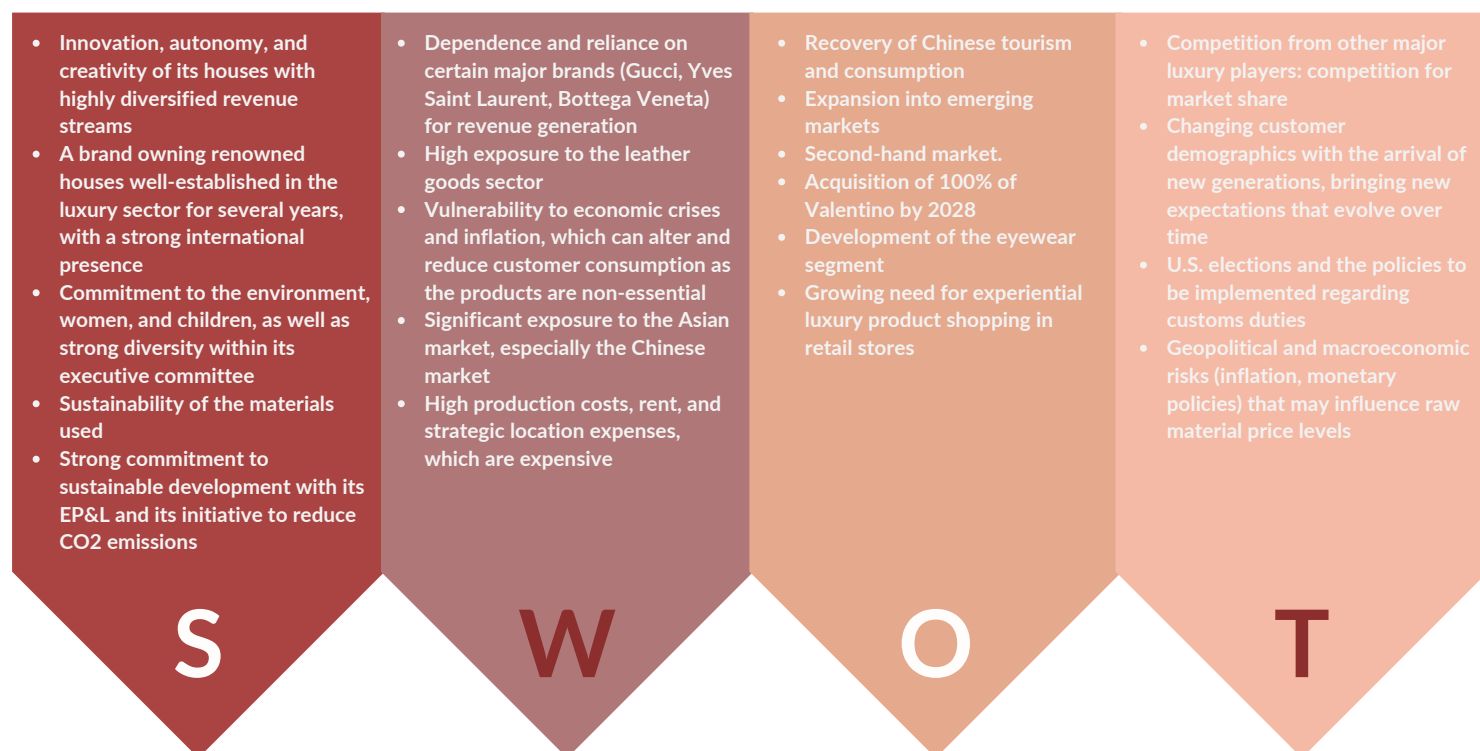 • Innovation, autonomy, and
creativity of its houses with
highly diversified revenue
streams
• A brand owning renowned
houses well-established in the
luxury sector for several years,
with a strong international
presence
• Commitment to the environment,
women, and children, as well as
strong diversity within its
executive committee
• Sustainability of the materials
used
• Strong commitment to
sustainable development with its
EP&L and its initiative to reduce
CO2 emissions
S
• Dependence and reliance on
certain major brands (Gucci, Yves
Saint Laurent, Bottega Veneta)
for revenue generation
• High exposure to the leather
goods sector
• Vulnerability to economic crises
and inflation, which can alter and
reduce customer consumption as
the products are non-essential
• Significant exposure to the Asian
market, especially the Chinese
market
• High production costs, rent, and
strategic location expenses,
which are expensive
W
• Recovery of Chinese tourism
and consumption
• Expansion into emerging
markets
• Second-hand market.
• Acquisition of 100% of
Valentino by 2028
• Development of the eyewear
segment
• Growing need for experiential
luxury product shopping in
retail stores
O
• Competition from other major
luxury players: competition for
market share
• Changing customer
demographics with the arrival of
new generations, bringing new
expectations that evolve over
time
• U.S. elections and the policies to
be implemented regarding
customs duties
• Geopolitical and macroeconomic
risks (inflation, monetary
policies) that may influence raw
material price levels
T